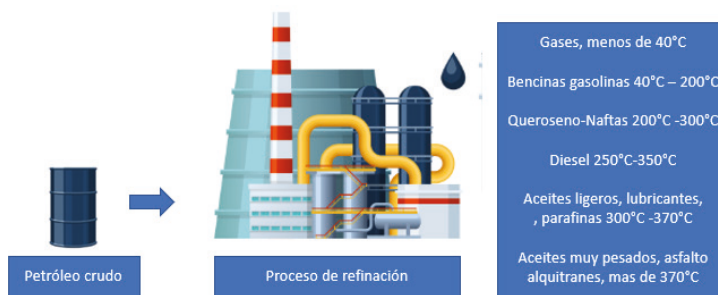 Petróleo crudo
Proceso de refinación
Gases, menos de 40°C
Bencinas gasolinas 40°C – 200°C
Queroseno-Naftas 200°C -300°C
Diesel 250°C-350°C
Aceites ligeros, lubricantes,
, parafinas 300°C -370°C
Aceites muy pesados, asfalto
alquitranes, mas de 370°C